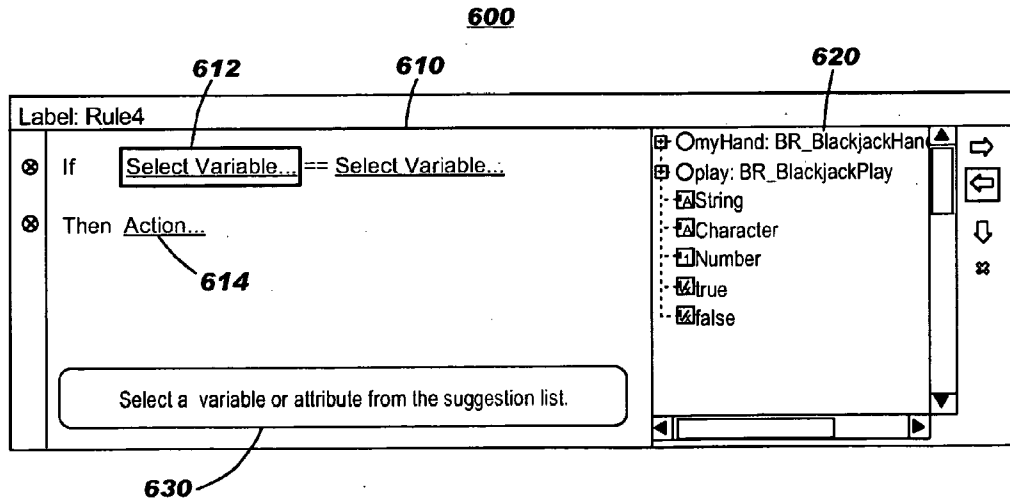 600
612
610
620
Label: Rule4
If Select Variable... == Select Variable...
Then Action...
614
myHand: BR_BlackjackHand
play: BR_BlackjackPlay
String
Character
Number
true
false
Select a variable or attribute from the suggestion list.
630